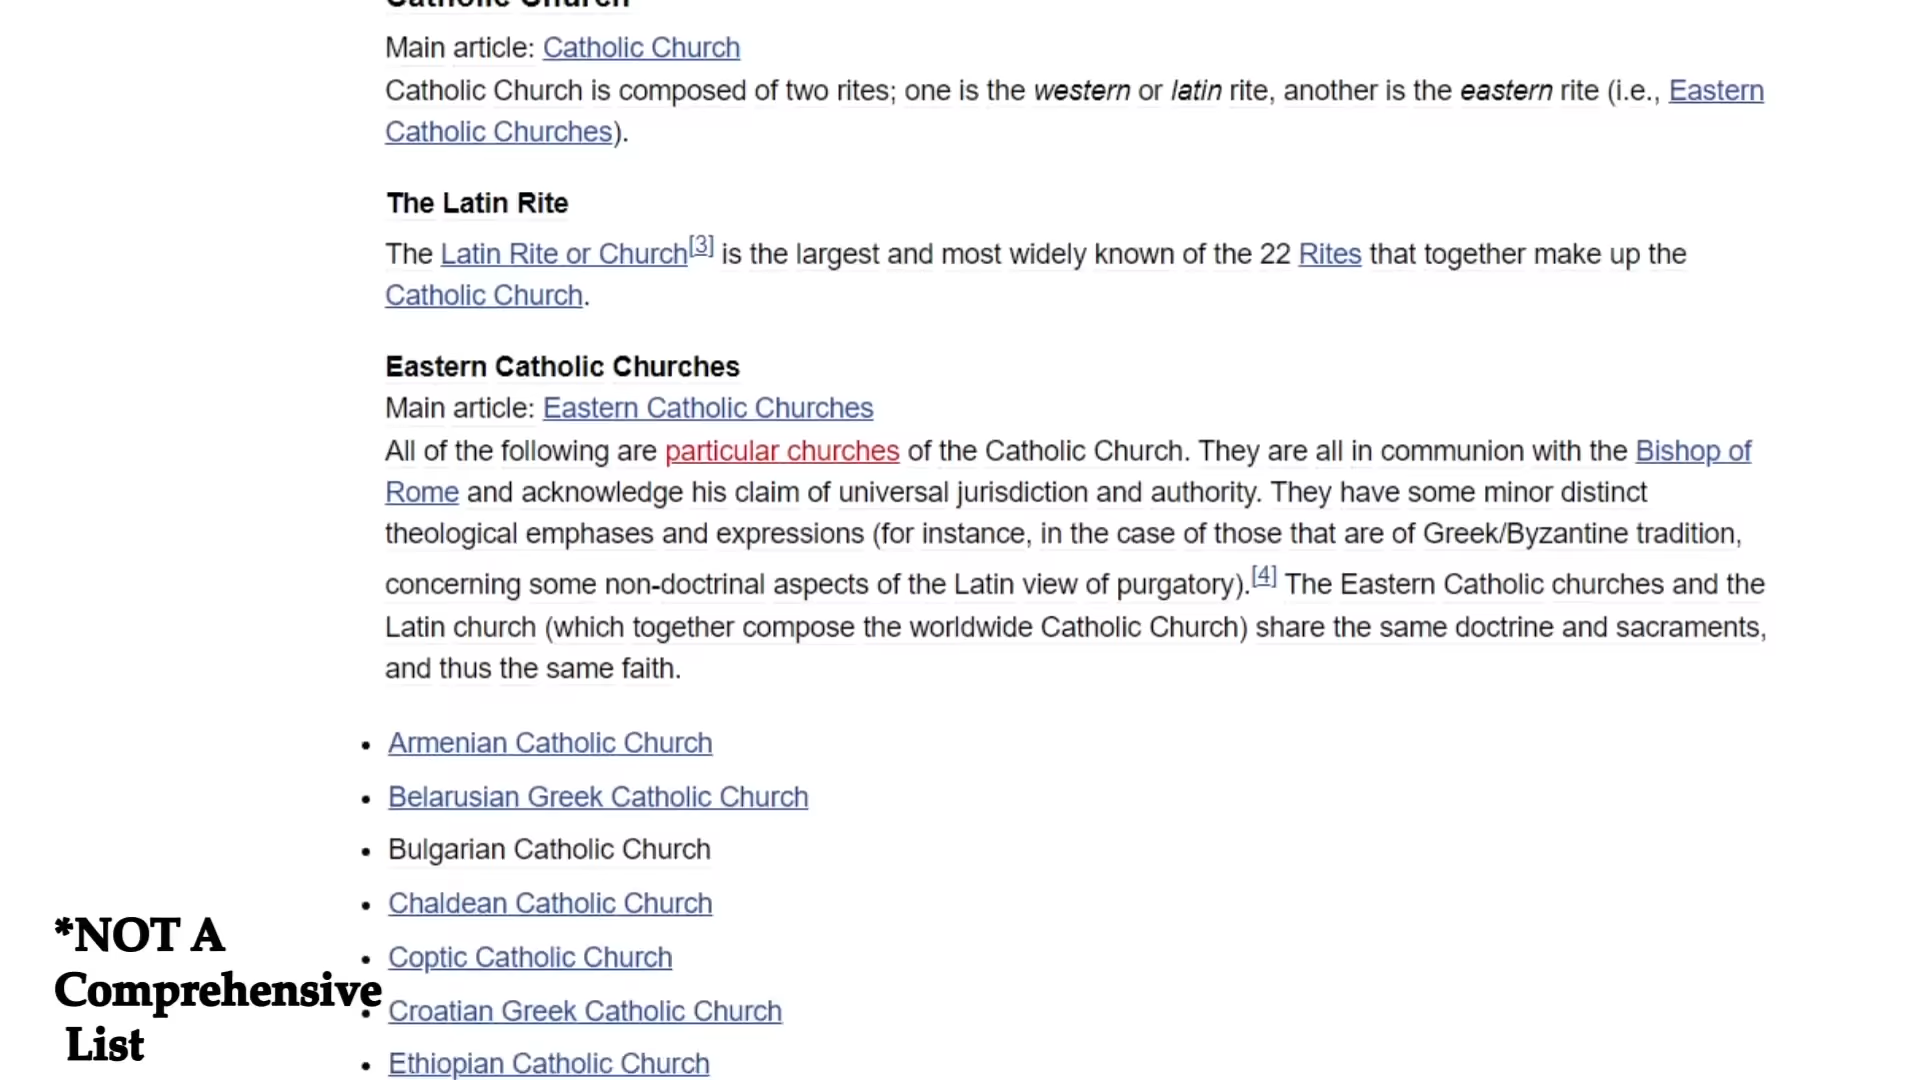 Catholic Church
Main article: Catholic Church
Catholic Church is composed of two rites; one is the western or latin rite, another is the eastern rite (i.e., Eastern
Catholic Churches).
The Latin Rite
The Latin Rite or Church[3] is the largest and most widely known of the 22 Rites that together make up the
Catholic Church.
Eastern Catholic Churches
Main article: Eastern Catholic Churches
All of the following are particular churches of the Catholic Church. They are all in communion with the Bishop of
Rome and acknowledge his claim of universal jurisdiction and authority. They have some minor distinct
theological emphases and expressions (for instance, in the case of those that are of Greek/Byzantine tradition,
concerning some non-doctrinal aspects of the Latin view of purgatory).[4] The Eastern Catholic churches and the
Latin church (which together compose the worldwide Catholic Church) share the same doctrine and sacraments,
and thus the same faith.
• Armenian Catholic Church
• Belarusian Greek Catholic Church
• Bulgarian Catholic Church
• Chaldean Catholic Church
• Coptic Catholic Church
• Croatian Greek Catholic Church
• Ethiopian Catholic Church
*NOT A
Comprehensive
List